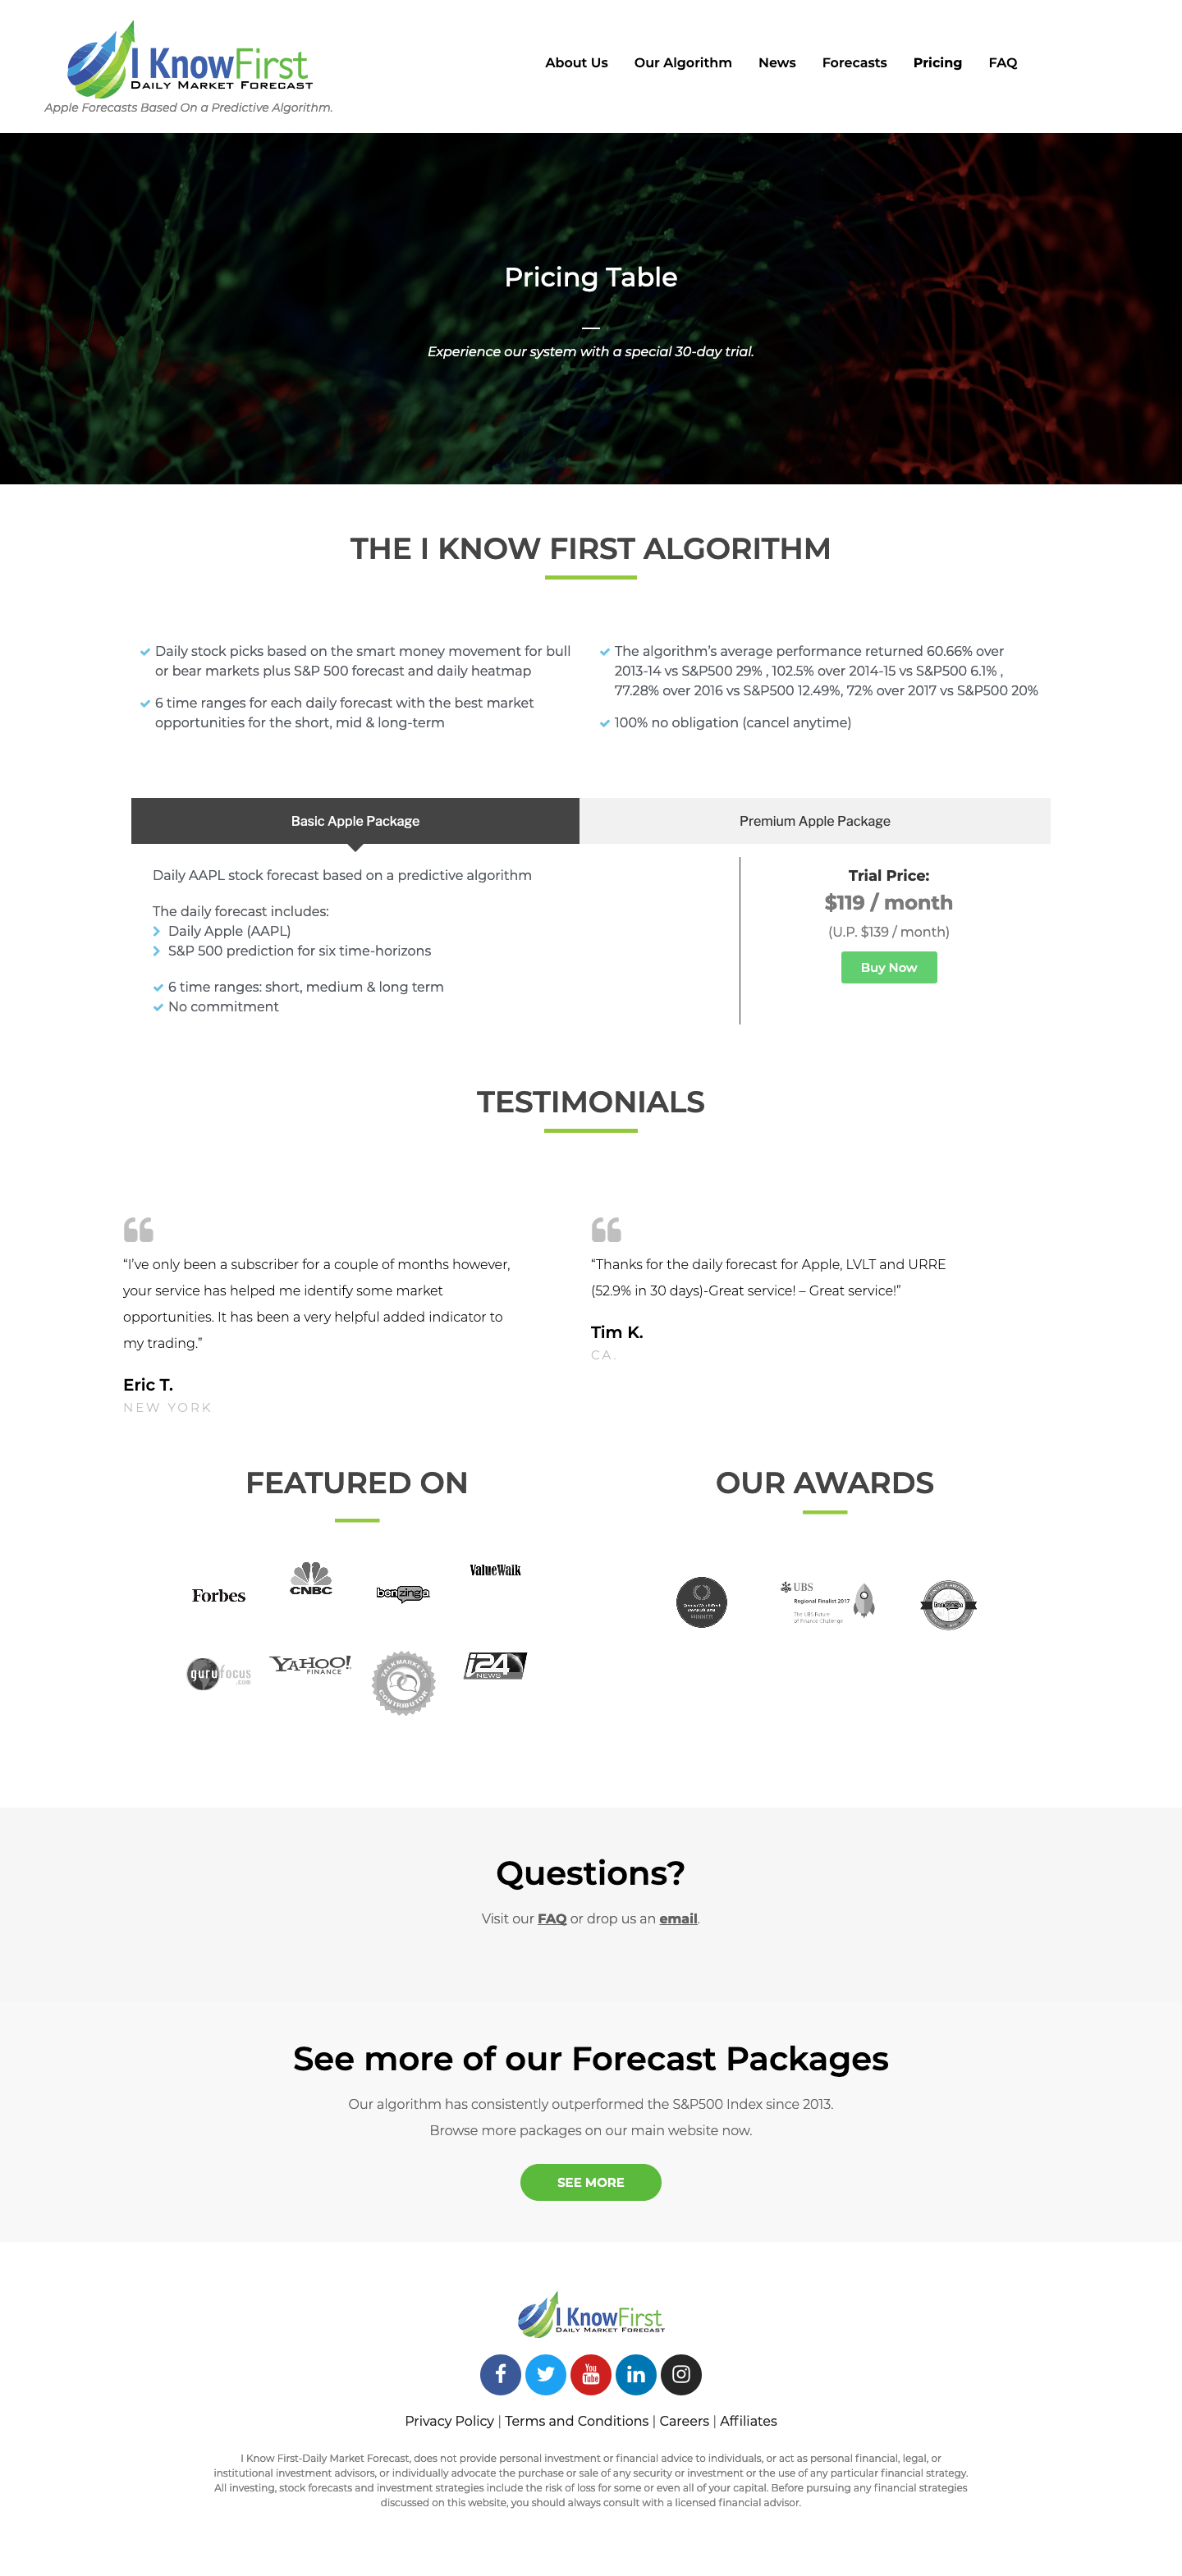 I KnowFirst
DAILY MARKET FORECAST
Apple Forecasts Based On a Predictive Algorithm.
About Us
Our Algorithm
News
Forecasts
Pricing
FAQ
Pricing Table
Experience our system with a special 30-day trial.
THE I KNOW FIRST ALGORITHM
Daily stock picks based on the smart money movement for bull
or bear markets plus S&P 500 forecast and daily heatmap
6 time ranges for each daily forecast with the best market
opportunities for the short, mid & long-term
The algorithm's average performance returned 60.66% over
2013-14 vs S&P500 29% , 102.5% over 2014-15 vs S&P500 6.1% ,
77.28% over 2016 vs S&P500 12.49%, 72% over 2017 vs S&P500 20%
100% no obligation (cancel anytime)
Basic Apple Package
Premium Apple Package
Daily AAPL stock forecast based on a predictive algorithm
The daily forecast includes:
Daily Apple (AAPL)
S&P 500 prediction for six time-horizons
6 time ranges: short, medium & long term
No commitment
Trial Price:
$119 / month
(U.P. $139 / month)
Buy Now
TESTIMONIALS
“I’ve only been a subscriber for a couple of months however,
your service has helped me identify some market
opportunities. It has been a very helpful added indicator to
my trading.”
Eric T.
NEW YORK
“Thanks for the daily forecast for Apple, LVLT and URRE
(52.9% in 30 days)-Great service! – Great service!”
Tim K.
CA.
FEATURED ON
Forbes
CNBC
benzinga
ValueWalk
gurufocus
.com
YAHOO!
FINANCE
TALKMARKETS
CONTRIBUTOR
i24
NEWS
OUR AWARDS
UBS
Regional Finalist 2017
The UBS Future
of Finance Challenge
benzinga
Questions?
Visit our FAQ or drop us an email.
See more of our Forecast Packages
Our algorithm has consistently outperformed the S&P500 Index since 2013.
Browse more packages on our main website now.
SEE MORE
I KnowFirst
DAILY MARKET FORECAST
You
Tube
Privacy Policy | Terms and Conditions | Careers | Affiliates
I Know First-Daily Market Forecast, does not provide personal investment or financial advice to individuals, or act as personal financial, legal, or
institutional investment advisors, or individually advocate the purchase or sale of any security or investment or the use of any particular financial strategy.
All investing, stock forecasts and investment strategies include the risk of loss for some or even all of your capital. Before pursuing any financial strategies
discussed on this website, you should always consult with a licensed financial advisor.